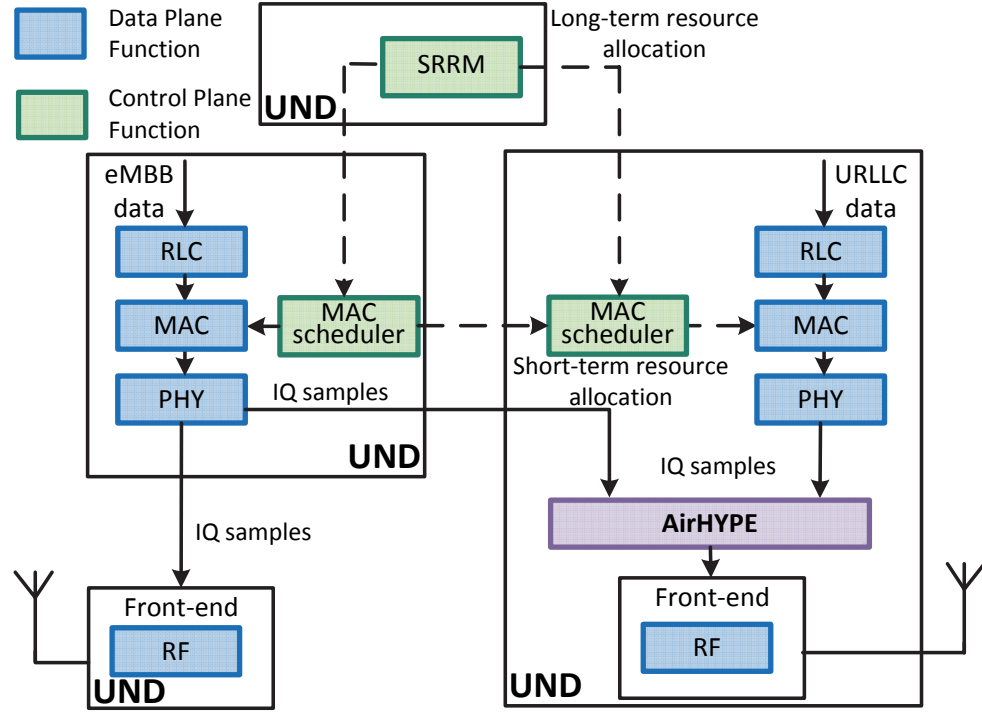 Data Plane
Function
Control Plane
Function
SRRM
UND
Long-term resource
allocation
eMBB
data
RLC
MAC
PHY
MAC
scheduler
IQ samples
UND
IQ samples
Front-end
RF
UND
URLLC
data
RLC
MAC
scheduler
MAC
Short-term resource
allocation
PHY
IQ samples
AirHYPE
Front-end
RF
UND